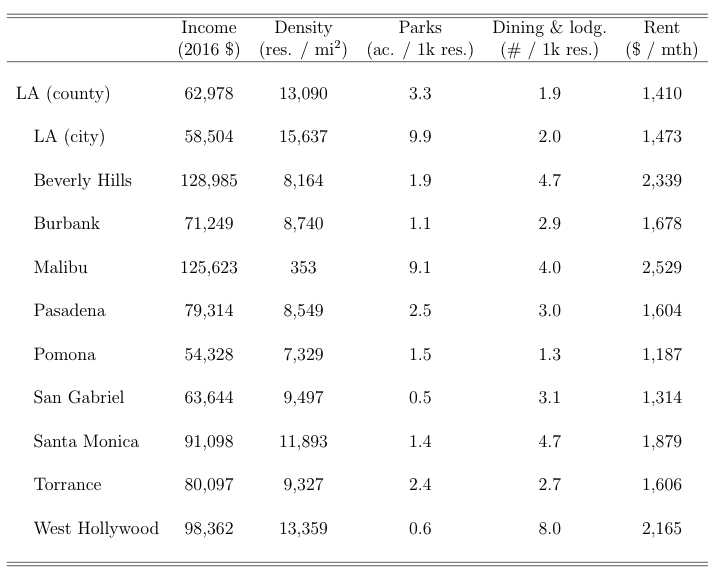 Income Density Parks Dining & lodg. Rent
(2016 $) (res. / mi²) (ac. / 1k res.) (# / 1k res.) ($ / mth)
LA (county) 62,978 13,090 3.3 1.9 1,410
LA (city) 58,504 15,637 9.9 2.0 1,473
Beverly Hills 128,985 8,164 1.9 4.7 2,339
Burbank 71,249 8,740 1.1 2.9 1,678
Malibu 125,623 353 9.1 4.0 2,529
Pasadena 79,314 8,549 2.5 3.0 1,604
Pomona 54,328 7,329 1.5 1.3 1,187
San Gabriel 63,644 9,497 0.5 3.1 1,314
Santa Monica 91,098 11,893 1.4 4.7 1,879
Torrance 80,097 9,327 2.4 2.7 1,606
West Hollywood 98,362 13,359 0.6 8.0 2,165